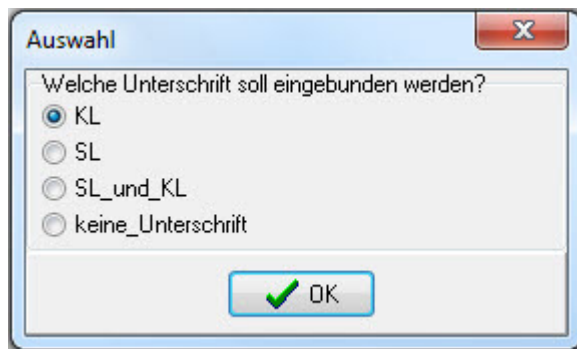 Auswahl
Welche Unterschrift soll eingebunden werden?
KL
SL
SL_und_KL
keine_Unterschrift
OK